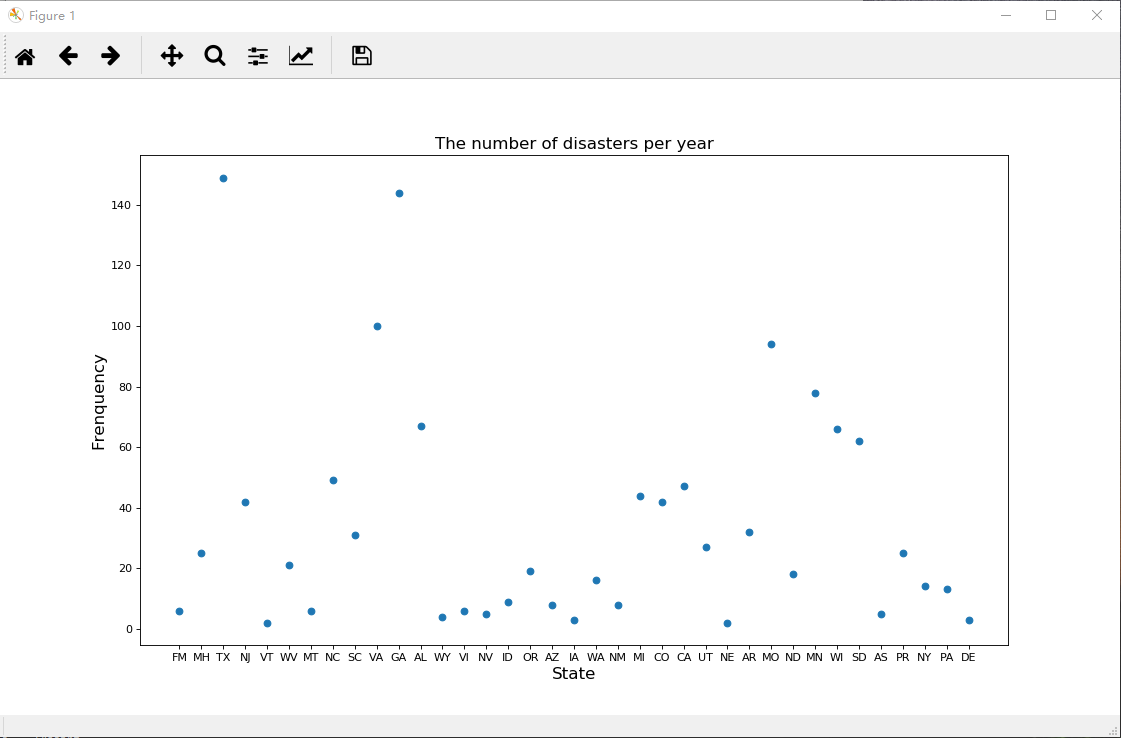 Figure 1
The number of disasters per year
140
120
100
80
60
40
20
0
Frenquency
FM MH TX NJ VT WV MT NC SC VA GA AL WY VI NV ID OR AZ IA WA NM MI CO CA UT NE AR MO ND MN WI SD AS PR NY PA DE
State